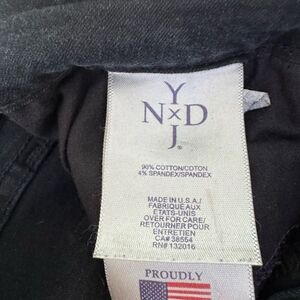 Y
N × D
J®
90% COTTON/COTON
4% SPANDEX/SPANDEX
MADE IN U.S.A./
FABRIQUE AUX
ETATS-UNIS
OVER FOR CARE/
RETOURNER POUR
ENTRETIEN
CA# 38554
RN# 132016
PROUDLY